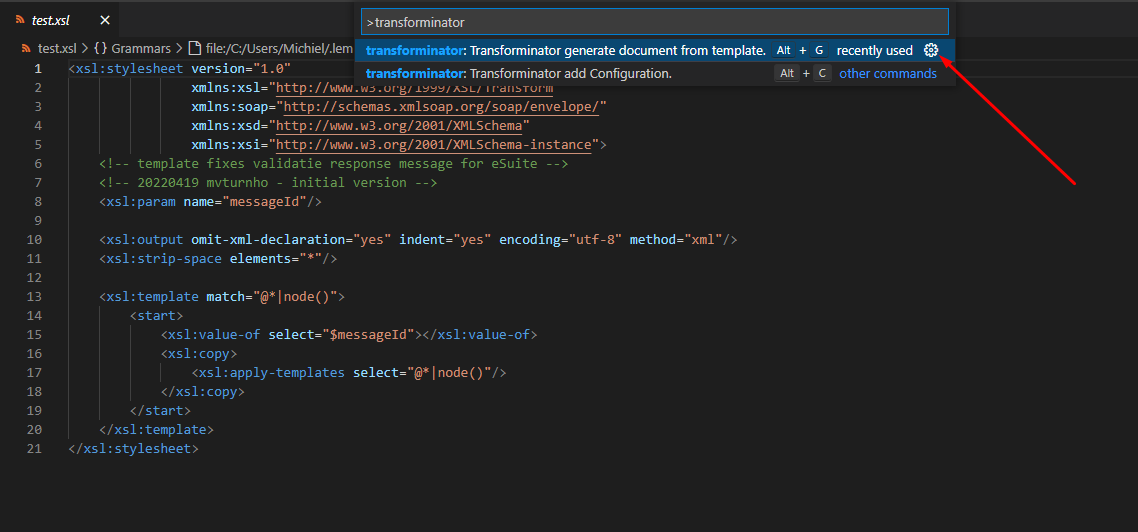 test.xsl
test.xsl > {} Grammars > file:/C:/Users/Michiel/.lem
>transforminator
transforminator: Transforminator generate document from template. Alt + G recently used
transforminator: Transforminator add Configuration. Alt + C other commands
1 <xsl:stylesheet version="1.0"
2 xmlns:xsl="http://www.w3.org/1999/XSL/Transform
3 xmlns:soap="http://schemas.xmlsoap.org/soap/envelope/"
4 xmlns:xsd="http://www.w3.org/2001/XMLSchema"
5 xmlns:xsi="http://www.w3.org/2001/XMLSchema-instance">
6 <!-- template fixes validatie response message for eSuite -->
7 <!-- 20220419 mvturnho - initial version -->
8 <xsl:param name="messageId"/>
9
10 <xsl:output omit-xml-declaration="yes" indent="yes" encoding="utf-8" method="xml"/>
11 <xsl:strip-space elements="*"/>
12
13 <xsl:template match="@*|node()">
14 <start>
15 <xsl:value-of select="$messageId"></xsl:value-of>
16 <xsl:copy>
17 <xsl:apply-templates select="@*|node()"/>
18 </xsl:copy>
19 </start>
20 </xsl:template>
21 </xsl:stylesheet>